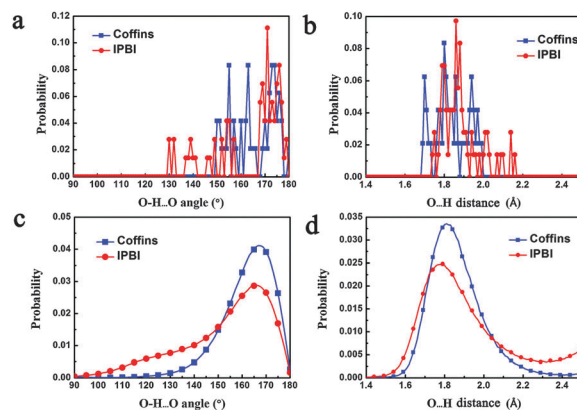 a
Coffins
IPBI
0.12
0.10
0.08
0.06
0.04
0.02
0.00
Probability
90 100 110 120 130 140 150 160 170 180
O-H...O angle (°)
b
Coffins
IPBI
0.10
0.08
0.06
0.04
0.02
0.00
Probability
1.4 1.6 1.8 2.0 2.2 2.4
O...H distance (Å)
c
Coffins
IPBI
0.05
0.04
0.03
0.02
0.01
0.00
Probability
90 100 110 120 130 140 150 160 170 180
O-H...O angle (°)
d
Coffins
IPBI
0.035
0.030
0.025
0.020
0.015
0.010
0.005
0.000
Probability
1.4 1.6 1.8 2.0 2.2 2.4
O...H distance (Å)